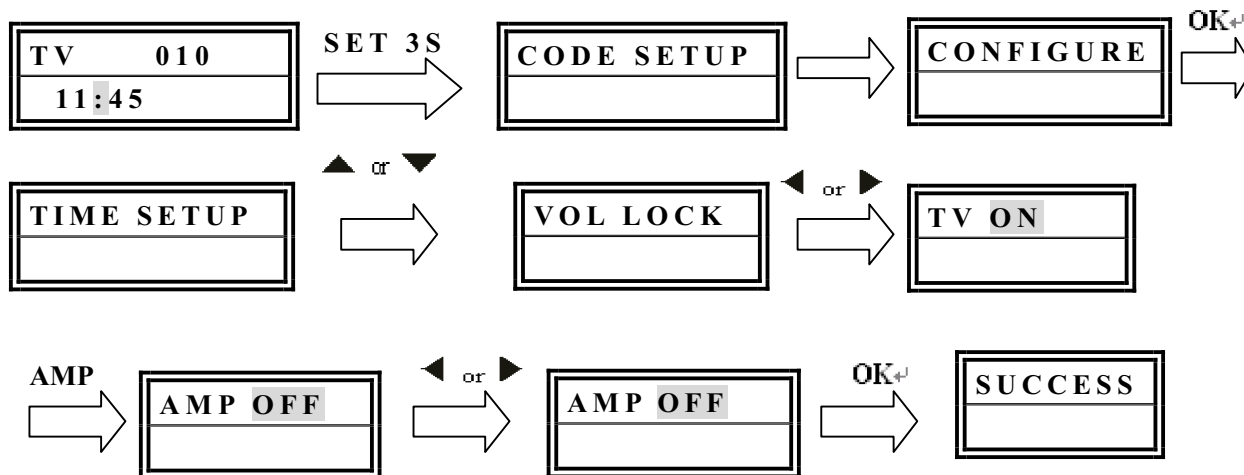 TV 010
11:45
SET 3S
CODE SETUP
CONFIGURE
OK↵
TIME SETUP
▲ or ▼
VOL LOCK
◀ or ▶
TV ON
AMP
AMP OFF
◀ or ▶
AMP OFF
OK↵
SUCCESS